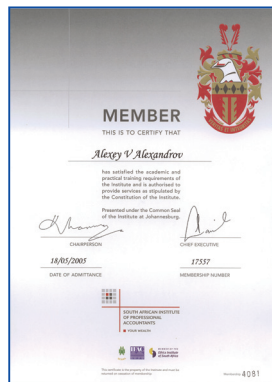 MEMBER
THIS IS TO CERTIFY THAT
Alexey V Alexandrov
has satisfied the academic and
practical training requirements of
the Institute and is authorised to
provide services as stipulated by
the Constitution of the Institute.
Presented under the Common Seal
of the Institute at Johannesburg.
CHAIRPERSON
CHIEF EXECUTIVE
18/05/2005
17557
DATE OF ADMITTANCE
MEMBERSHIP NUMBER
SOUTH AFRICAN INSTITUTE
OF PROFESSIONAL
ACCOUNTANTS
YOUR WEALTH
4081